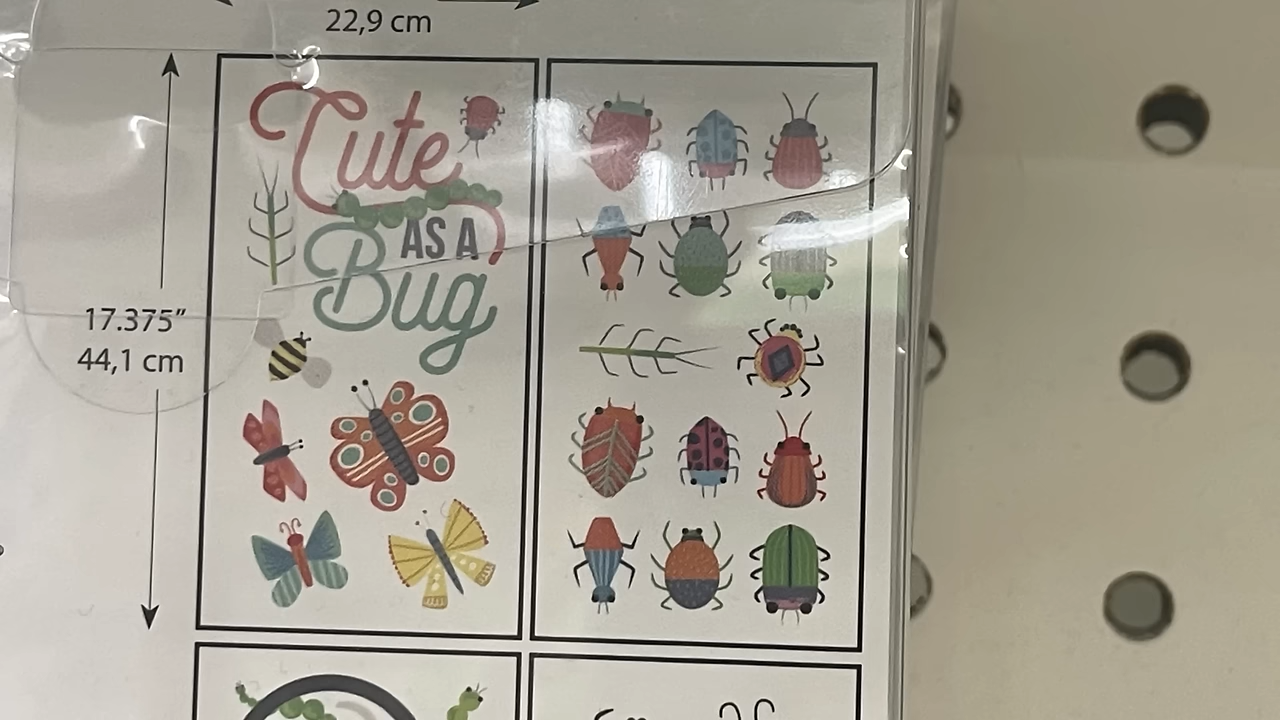 22,9 cm
Cute
AS A
Bug
17.375”
44,1 cm